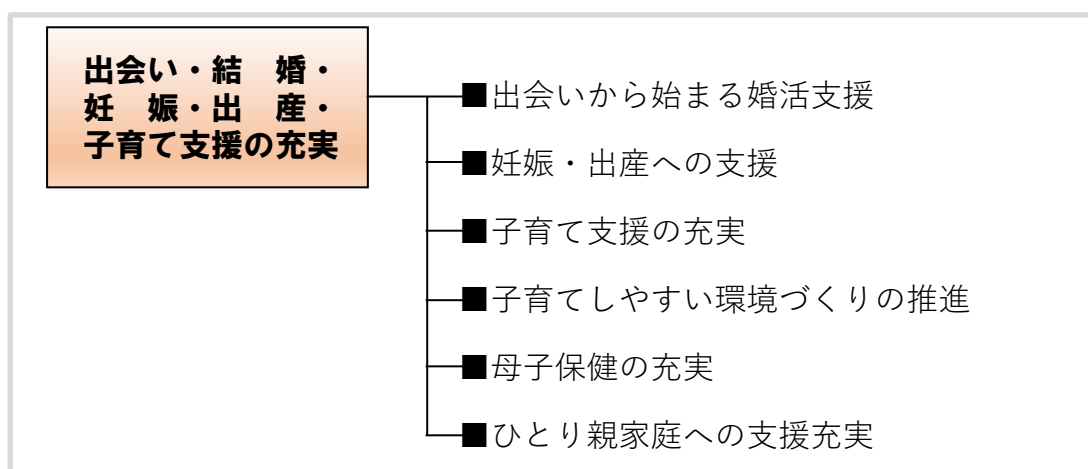 出会い・結　婚・
妊　娠・出　産・
子育て支援の充実
■出会いから始まる婚活支援
■妊娠・出産への支援
■子育て支援の充実
■子育てしやすい環境づくりの推進
■母子保健の充実
■ひとり親家庭への支援充実